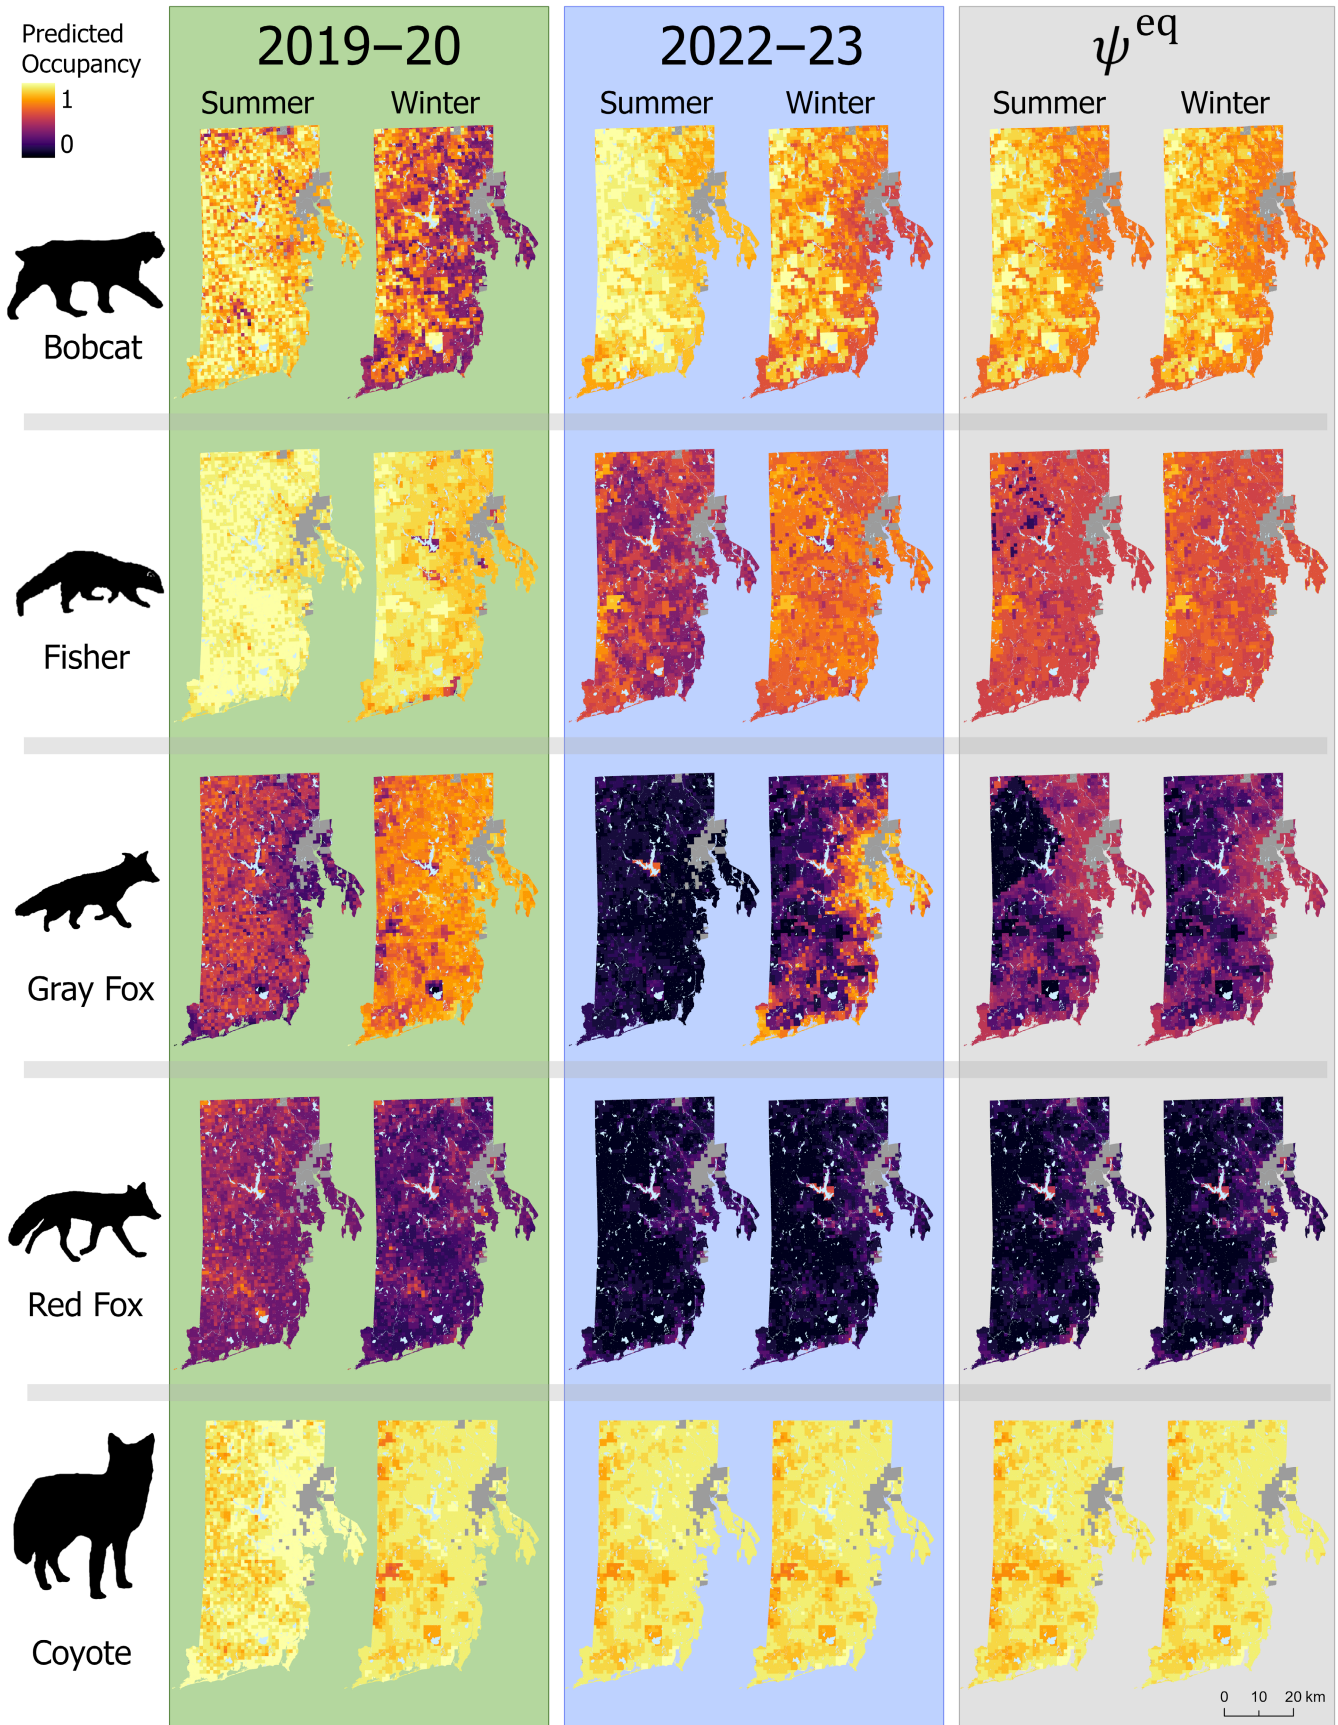 Predicted
Occupancy
1
0
2019–20
2022–23
ψ^eq
Summer
Winter
Summer
Winter
Summer
Winter
Bobcat
Fisher
Gray Fox
Red Fox
Coyote
0 10 20 km